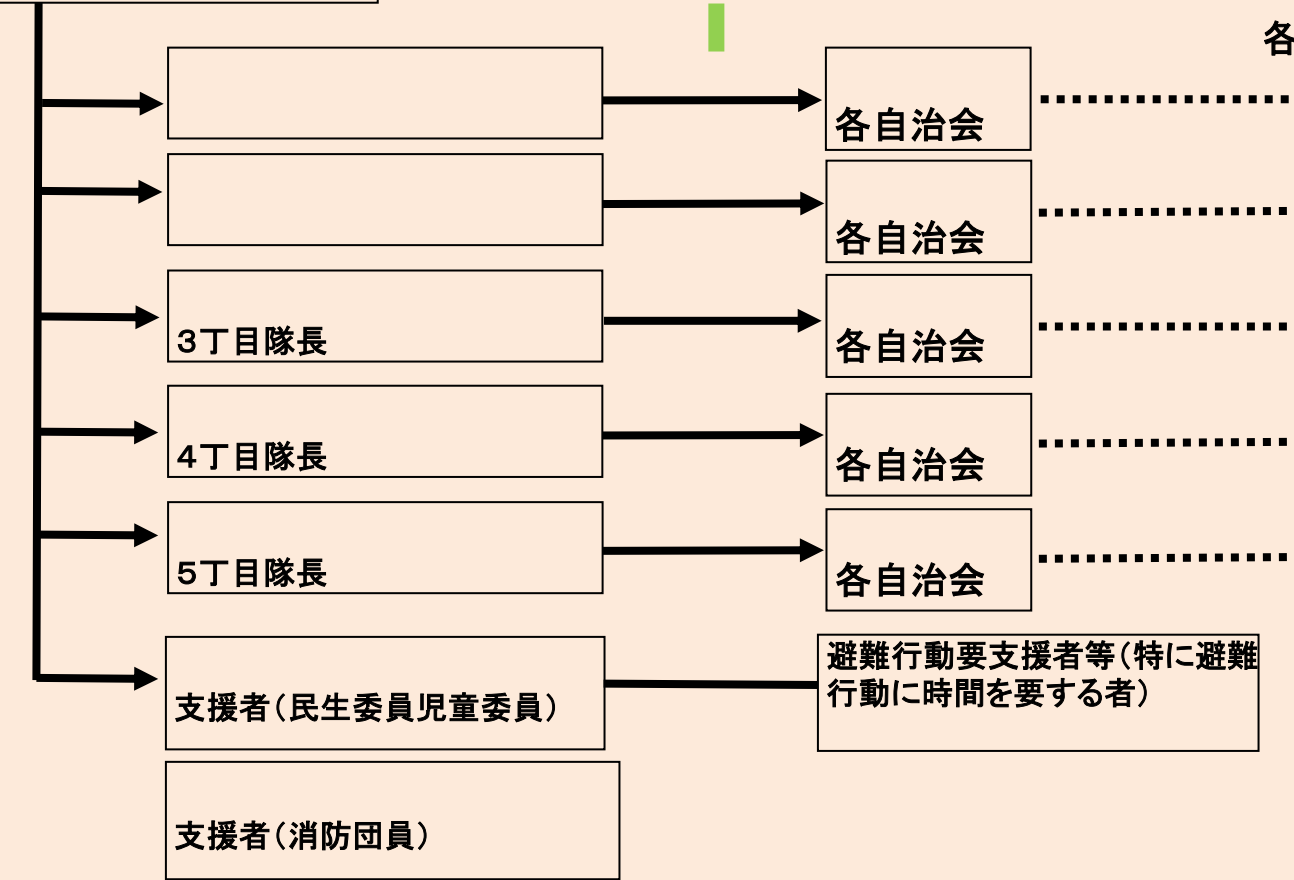 各
各自治会
各自治会
3丁目隊長
各自治会
4丁目隊長
各自治会
5丁目隊長
各自治会
支援者(民生委員児童委員)
避難行動要支援者等(特に避難
行動に時間を要する者)
支援者(消防団員)